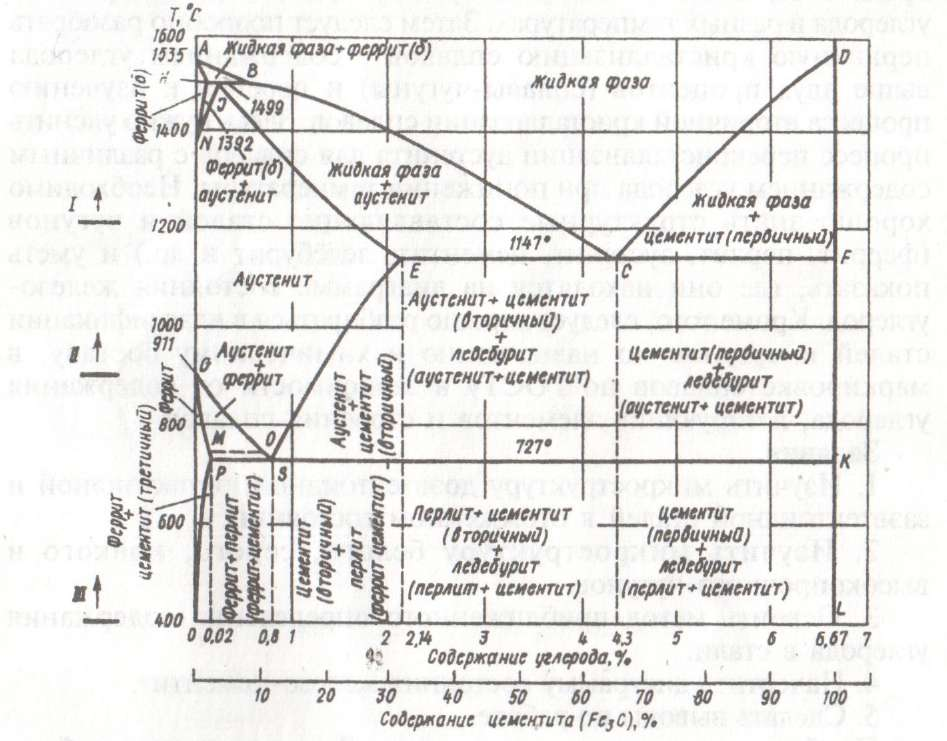 T, °C
1600
1535
A
Жидкая фаза+феррит(δ)
D
H
B
Жидкая фаза
Феррит(δ)
J
1499
1400
N 1392
Феррит(δ)
+
аустенит
Жидкая фаза
+
аустенит
Жидкая фаза
+
цементит (первичный)
I
1200
1147°
E
C
F
Аустенит
Аустенит + цементит
(вторичный)
+
ледебурит
(аустенит+цементит)
Цементит(первичный)
+
ледебурит
(аустенит+цементит)
1000
911
II
G
Аустенит
+
феррит
Аустенит
+
цементит
(вторичный)
Феррит
800
M
O
727°
P
S
K
Феррит
+
цементит (третичный)
600
Феррит+перлит
Перлит+
цементит
(вторичный)
+
ледебурит
(перлит+ цементит)
Цементит
(первичный)
+
ледебурит
(перлит+цементит)
Цементит
(вторичный)
+
перлит
III
400
L
0
0,02
0,8
1
2
2,14
3
4
4,3
5
6
6,67
7
Содержание углерода, %
10
20
30
40
50
60
70
80
90
100
Содержание цементита (Fe3C), %